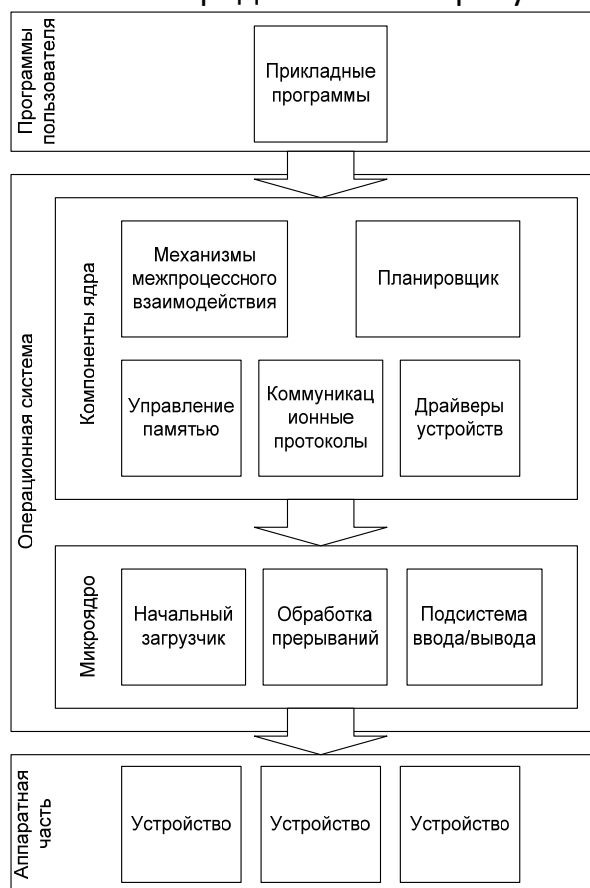 Программы
пользователя
Прикладные
программы
Операционная система
Компоненты ядра
Механизмы
межпроцессного
взаимодействия
Планировщик
Управление
памятью
Коммуникац
ионные
протоколы
Драйверы
устройств
Микроядро
Начальный
загрузчик
Обработка
прерываний
Подсистема
ввода/вывода
Аппаратная
часть
Устройство
Устройство
Устройство